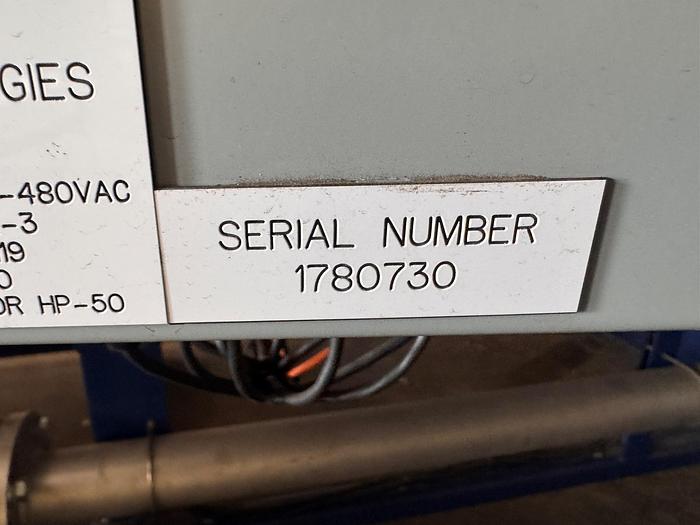 GIES
-480VAC
-3
19
0
OR HP-50
SERIAL NUMBER
1780730